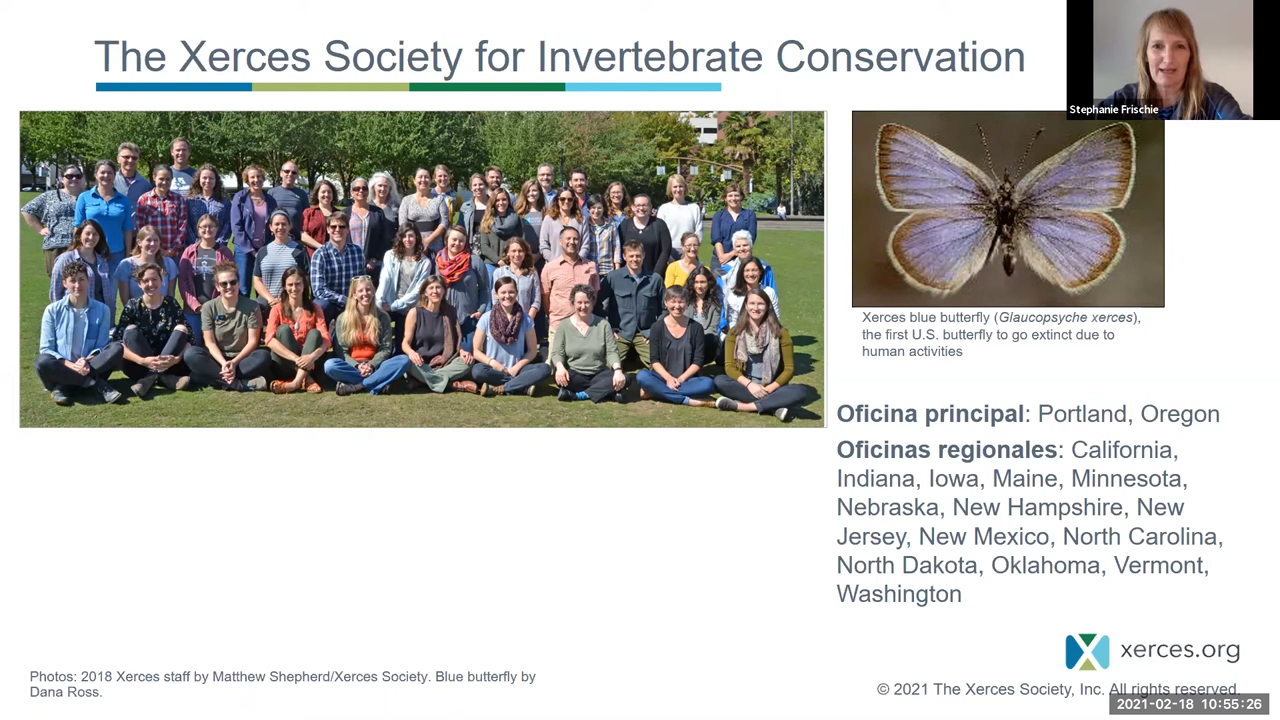 The Xerces Society for Invertebrate Conservation
Stephanie Frischie
Xerces blue butterfly (Glaucopsyche xerces),
the first U.S. butterfly to go extinct due to
human activities
Oficina principal: Portland, Oregon
Oficinas regionales: California,
Indiana, Iowa, Maine, Minnesota,
Nebraska, New Hampshire, New
Jersey, New Mexico, North Carolina,
North Dakota, Oklahoma, Vermont,
Washington
xerces.org
Photos: 2018 Xerces staff by Matthew Shepherd/Xerces Society. Blue butterfly by
Dana Ross.
© 2021 The Xerces Society, Inc. All rights reserved.
2021-02-18 10:55:26